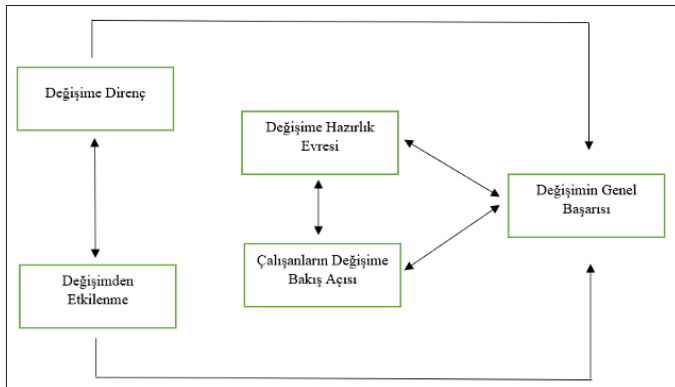 Değişime Direnç
Değişime Hazırlık
Evresi
Değişimin Genel
Başarısı
Çalışanların Değişime
Bakış Açısı
Değişimden
Etkilenme